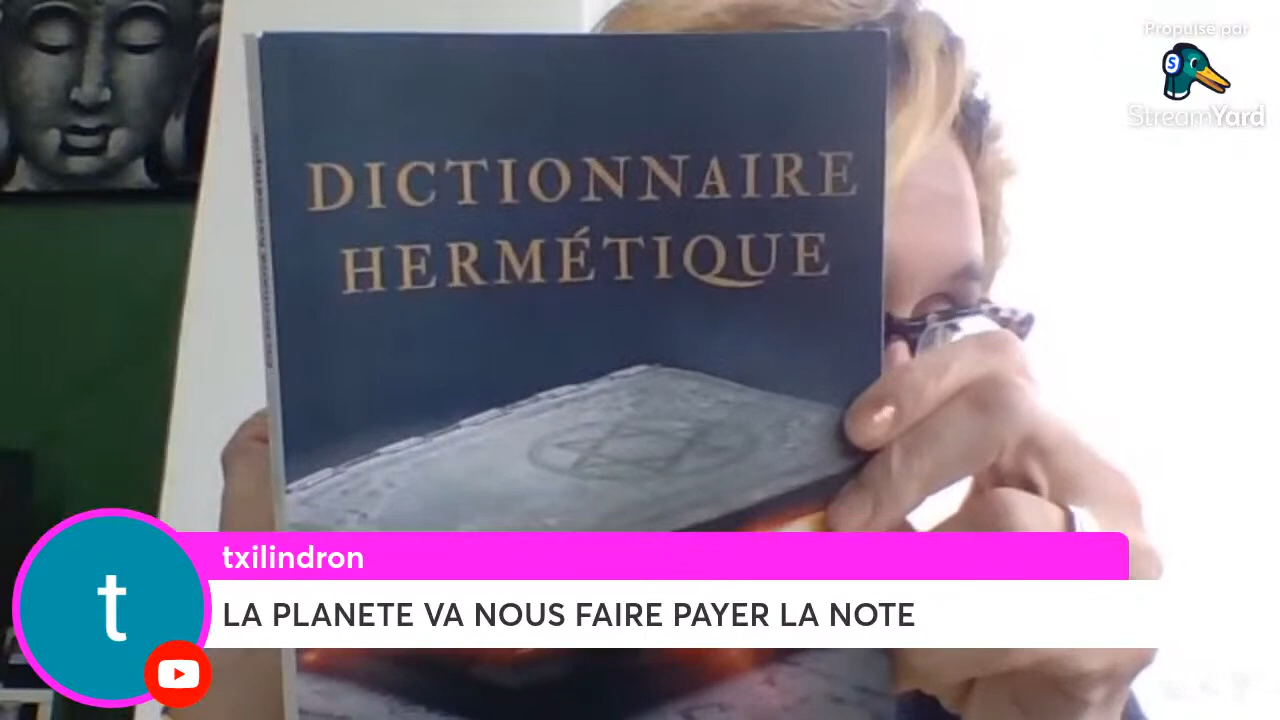 Propulsé par
S
StreamYard
DICTIONNAIRE
HERMÉTIQUE
t
txilindron
LA PLANETE VA NOUS FAIRE PAYER LA NOTE